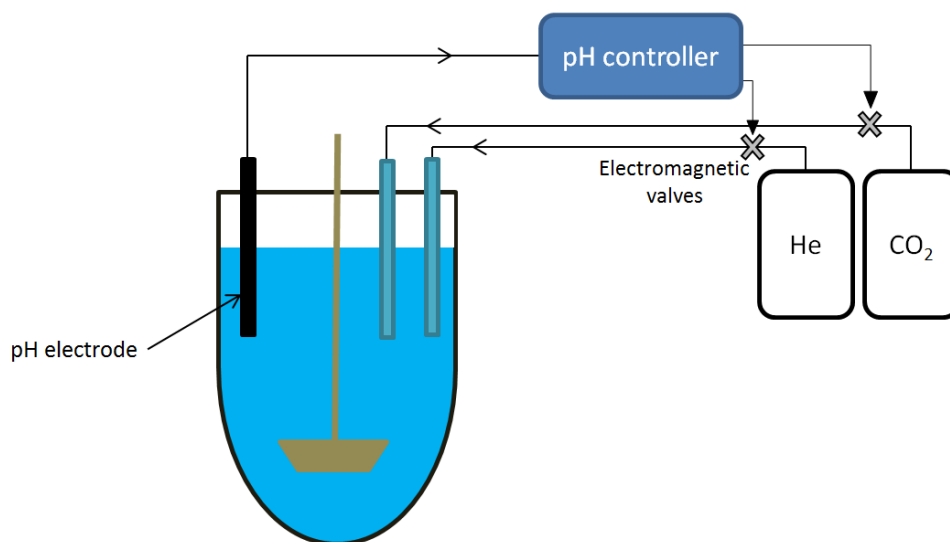 pH controller
Electromagnetic
valves
He
CO₂
pH electrode